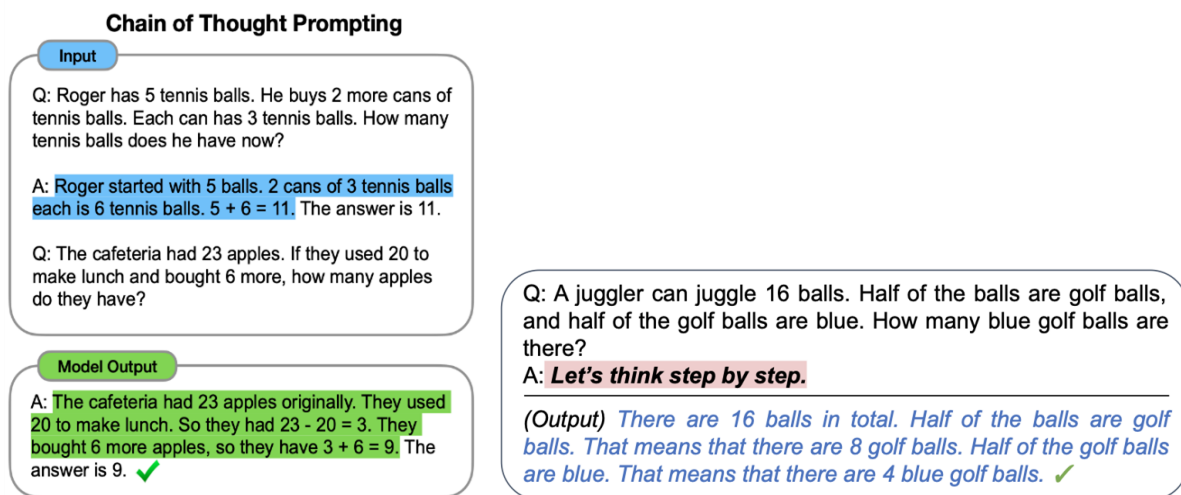 Chain of Thought Prompting
Input
Q: Roger has 5 tennis balls. He buys 2 more cans of
tennis balls. Each can has 3 tennis balls. How many
tennis balls does he have now?
A: Roger started with 5 balls. 2 cans of 3 tennis balls
each is 6 tennis balls. 5 + 6 = 11. The answer is 11.
Q: The cafeteria had 23 apples. If they used 20 to
make lunch and bought 6 more, how many apples
do they have?
Model Output
A: The cafeteria had 23 apples originally. They used
20 to make lunch. So they had 23 - 20 = 3. They
bought 6 more apples, so they have 3 + 6 = 9. The
answer is 9. ✓
Q: A juggler can juggle 16 balls. Half of the balls are golf balls,
and half of the golf balls are blue. How many blue golf balls are
there?
A: Let's think step by step.
(Output) There are 16 balls in total. Half of the balls are golf
balls. That means that there are 8 golf balls. Half of the golf balls
are blue. That means that there are 4 blue golf balls. ✓